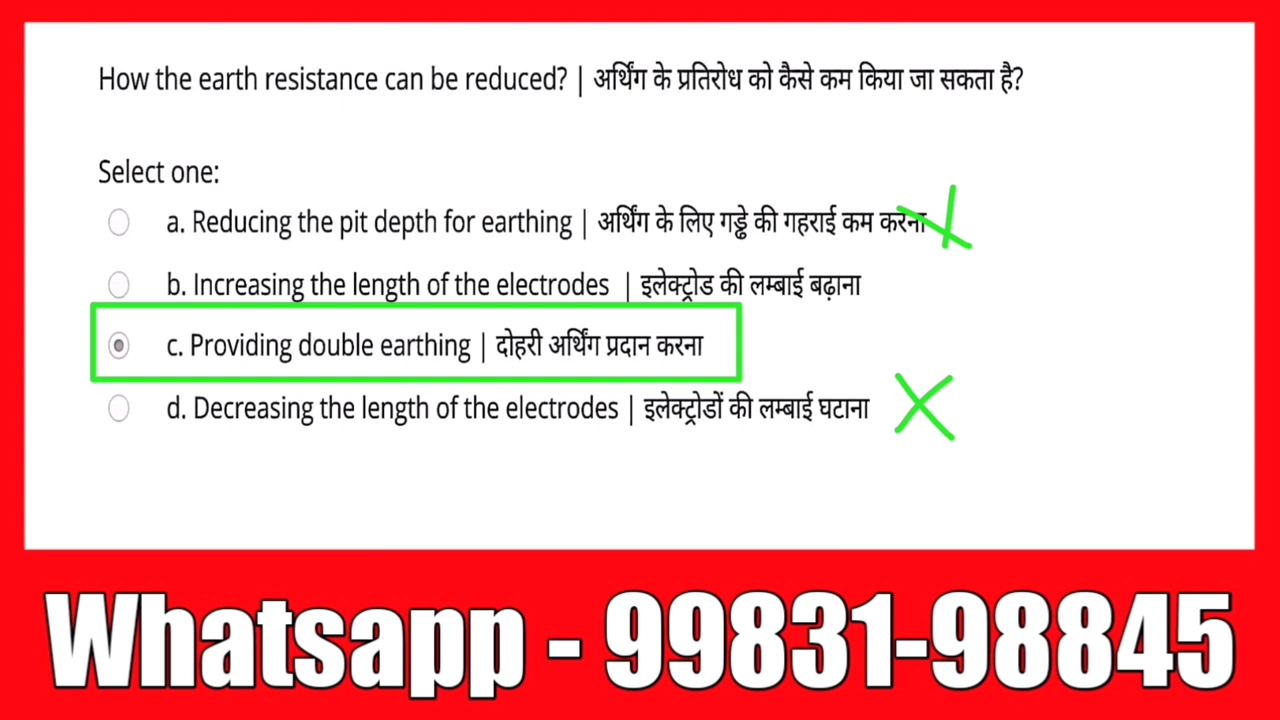 How the earth resistance can be reduced? | अर्थिंग के प्रतिरोध को कैसे कम किया जा सकता है?
Select one:
a. Reducing the pit depth for earthing | अर्थिंग के लिए गड्ढे की गहराई कम करना
b. Increasing the length of the electrodes | इलेक्ट्रोड की लम्बाई बढ़ाना
c. Providing double earthing | दोहरी अर्थिंग प्रदान करना
d. Decreasing the length of the electrodes | इलेक्ट्रोडों की लम्बाई घटाना
Whatsapp - 99831-98845